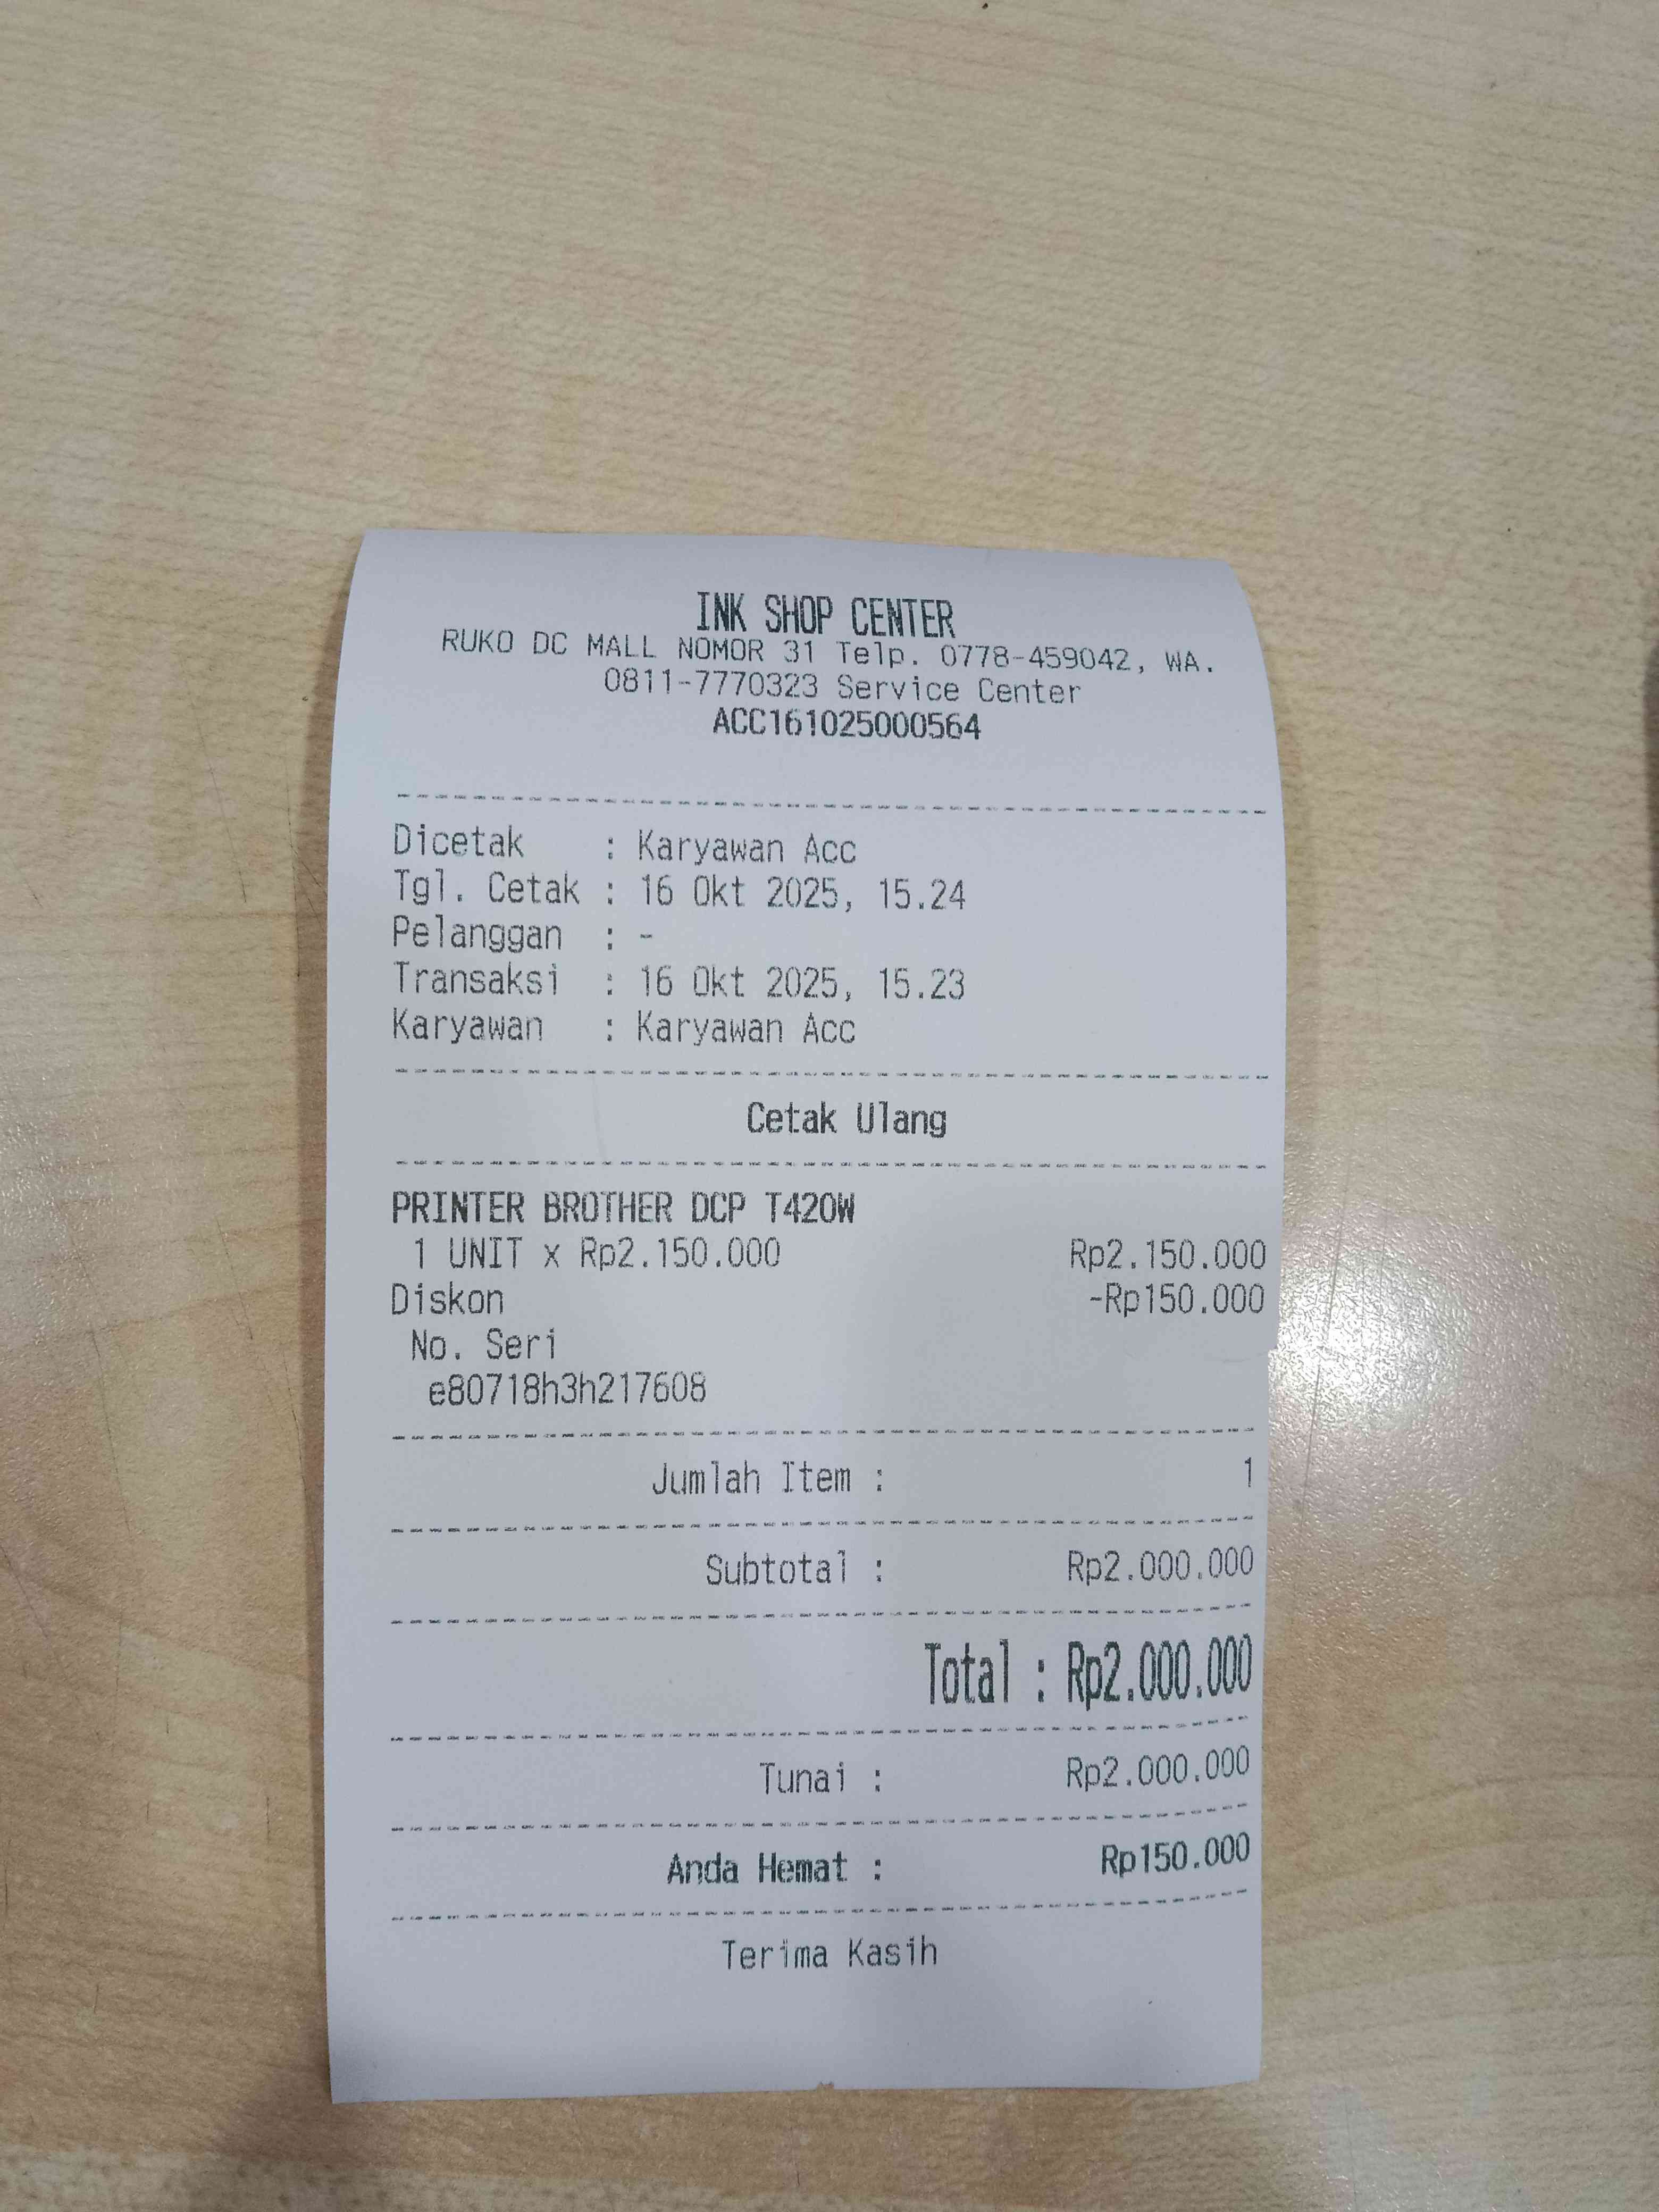 INK SHOP CENTER
RUKO DC MALL NOMOR 31 Telp. 0778-459042, WA.
0811-7770323 Service Center
ACC161025000564
Dicetak : Karyawan Acc
Tgl. Cetak : 16 Okt 2025, 15.24
Pelanggan : -
Transaksi : 16 Okt 2025, 15.23
Karyawan : Karyawan Acc
Cetak Ulang
PRINTER BROTHER DCP T420W
1 UNIT x Rp2.150.000 Rp2.150.000
Diskon -Rp150.000
No. Seri
e80718h3h217608
Jumlah Item : 1
Subtotal : Rp2.000.000
Total : Rp2.000.000
Tunai : Rp2.000.000
Anda Hemat : Rp150.000
Terima Kasih